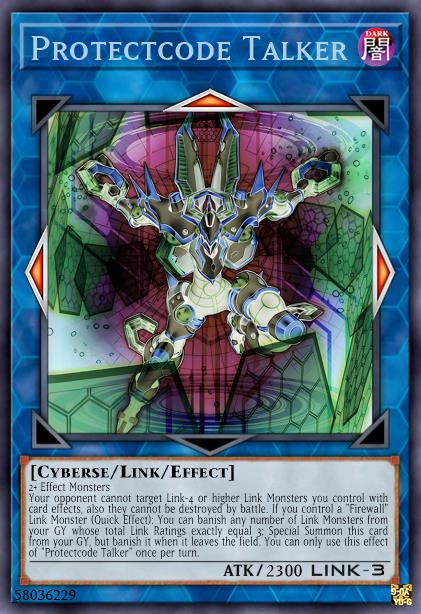 PROTECTCODE TALKER
DARK
闇
[CYBERSE/LINK/EFFECT]
2+ Effect Monsters
Your opponent cannot target Link-4 or higher Link Monsters you control with
card effects, also they cannot be destroyed by battle. If you control a "Firewall"
Link Monster (Quick Effect): You can banish any number of Link Monsters from
your GY whose total Link Ratings exactly equal 3; Special Summon this card
from your GY, but banish it when it leaves the field. You can only use this effect
of "Protectcode Talker" once per turn.
ATK/2300 LINK-3
58036229